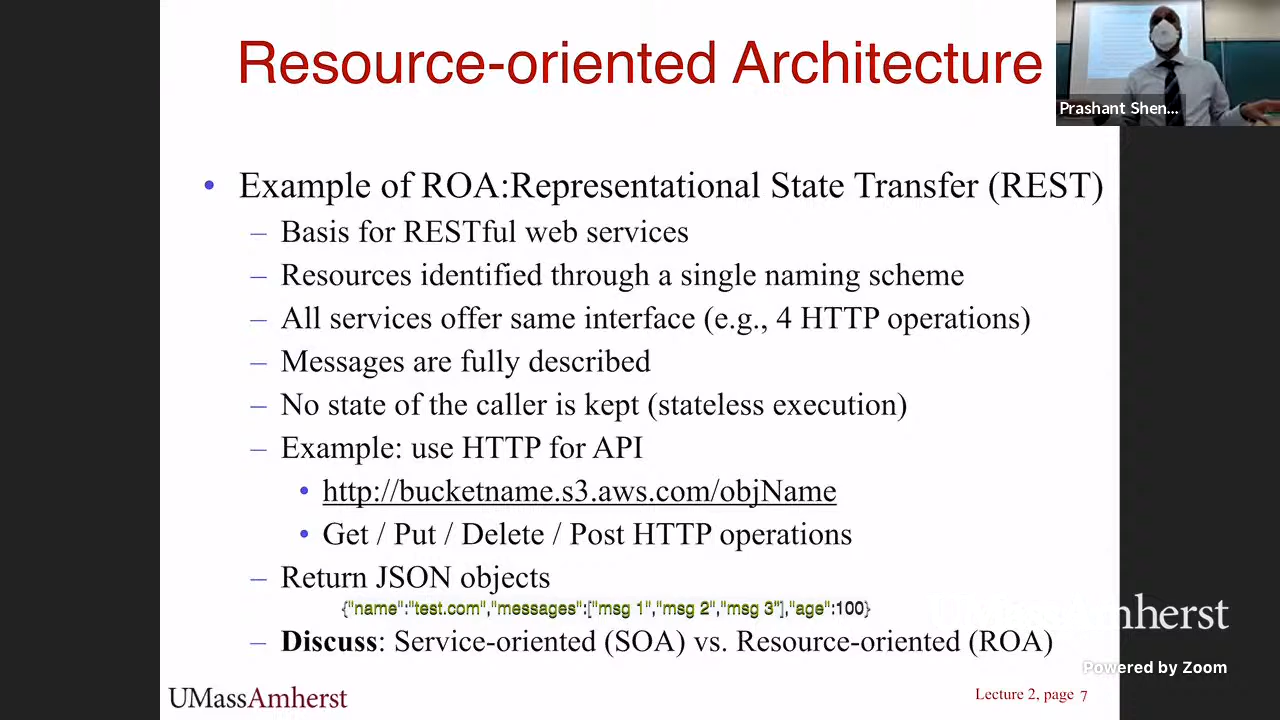 Resource-oriented Architecture
Prashant Shen...
• Example of ROA:Representational State Transfer (REST)
– Basis for RESTful web services
– Resources identified through a single naming scheme
– All services offer same interface (e.g., 4 HTTP operations)
– Messages are fully described
– No state of the caller is kept (stateless execution)
– Example: use HTTP for API
• http://bucketname.s3.aws.com/objName
• Get / Put / Delete / Post HTTP operations
– Return JSON objects
{"name":"test.com","messages":["msg 1","msg 2","msg 3"],"age":100}
– Discuss: Service-oriented (SOA) vs. Resource-oriented (ROA)
UMassAmherst
Powered by Zoom
UMassAmherst
Lecture 2, page 7